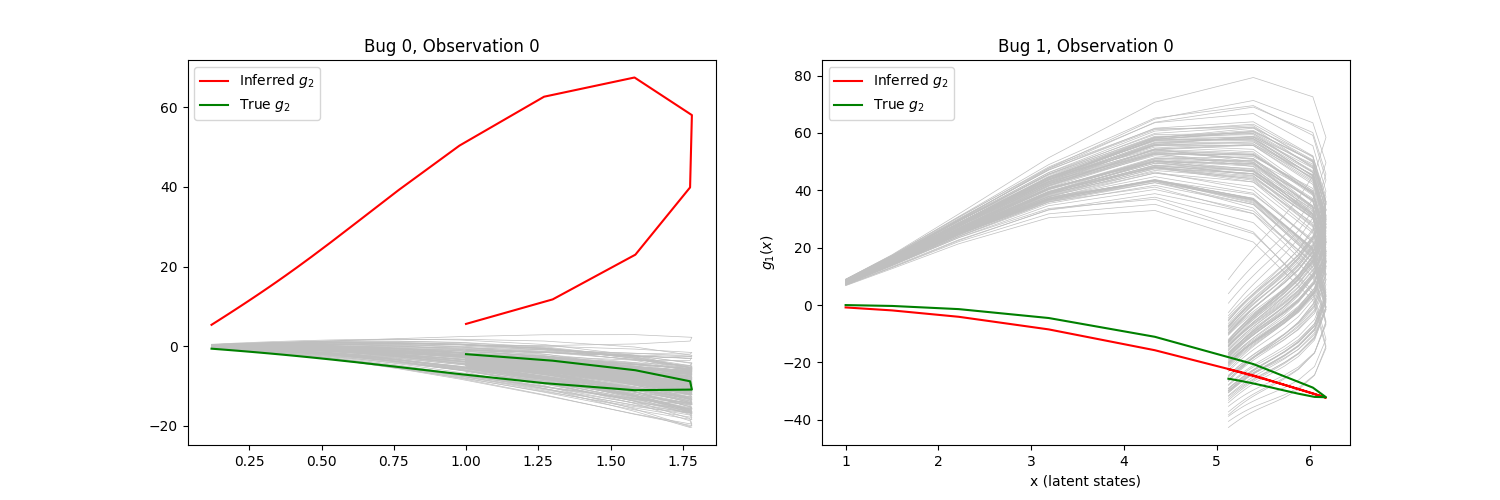 Bug 0, Observation 0
Inferred g₂
True g₂
60
40
20
0
−20
0.25 0.50 0.75 1.00 1.25 1.50 1.75
Bug 1, Observation 0
Inferred g₂
True g₂
g₁(x)
80
60
40
20
0
−20
−40
1 2 3 4 5 6
x (latent states)